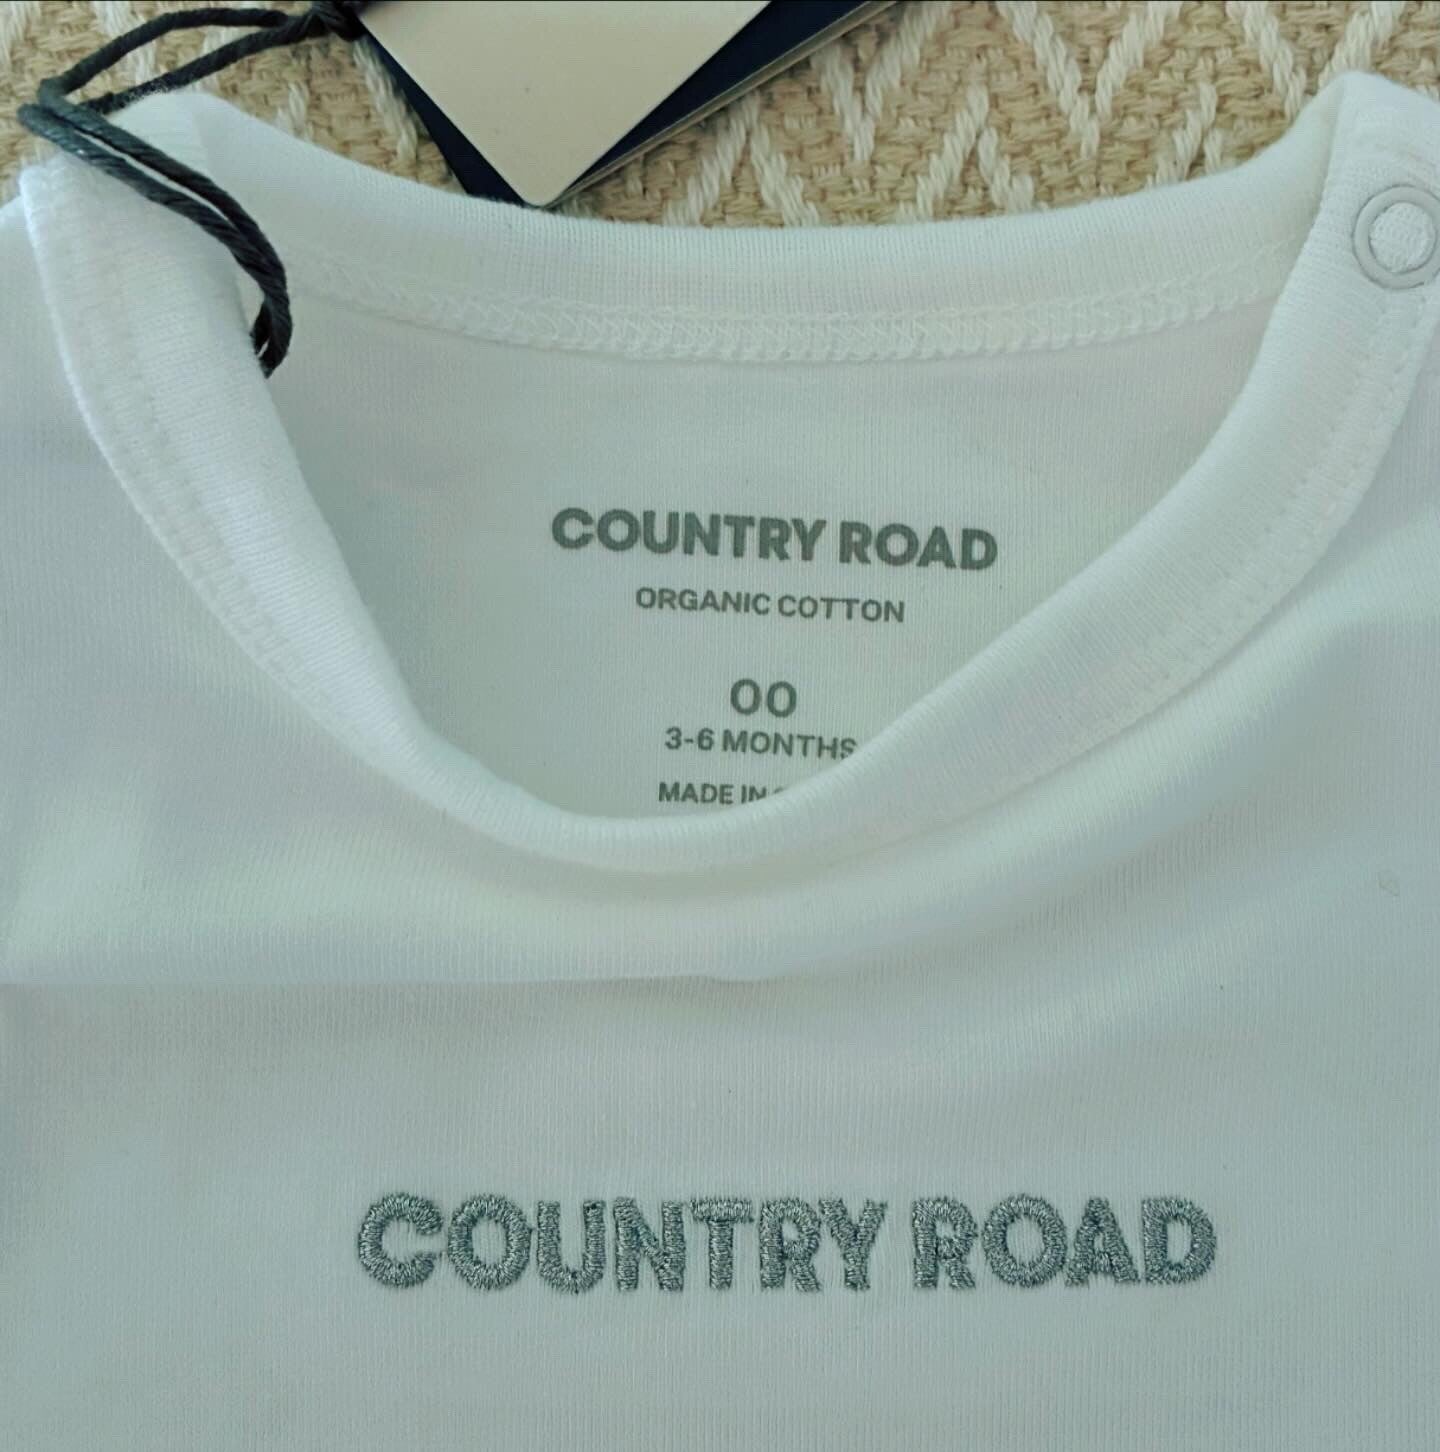 COUNTRY ROAD
ORGANIC COTTON
00
3-6 MONTHS
MADE IN
COUNTRY ROAD